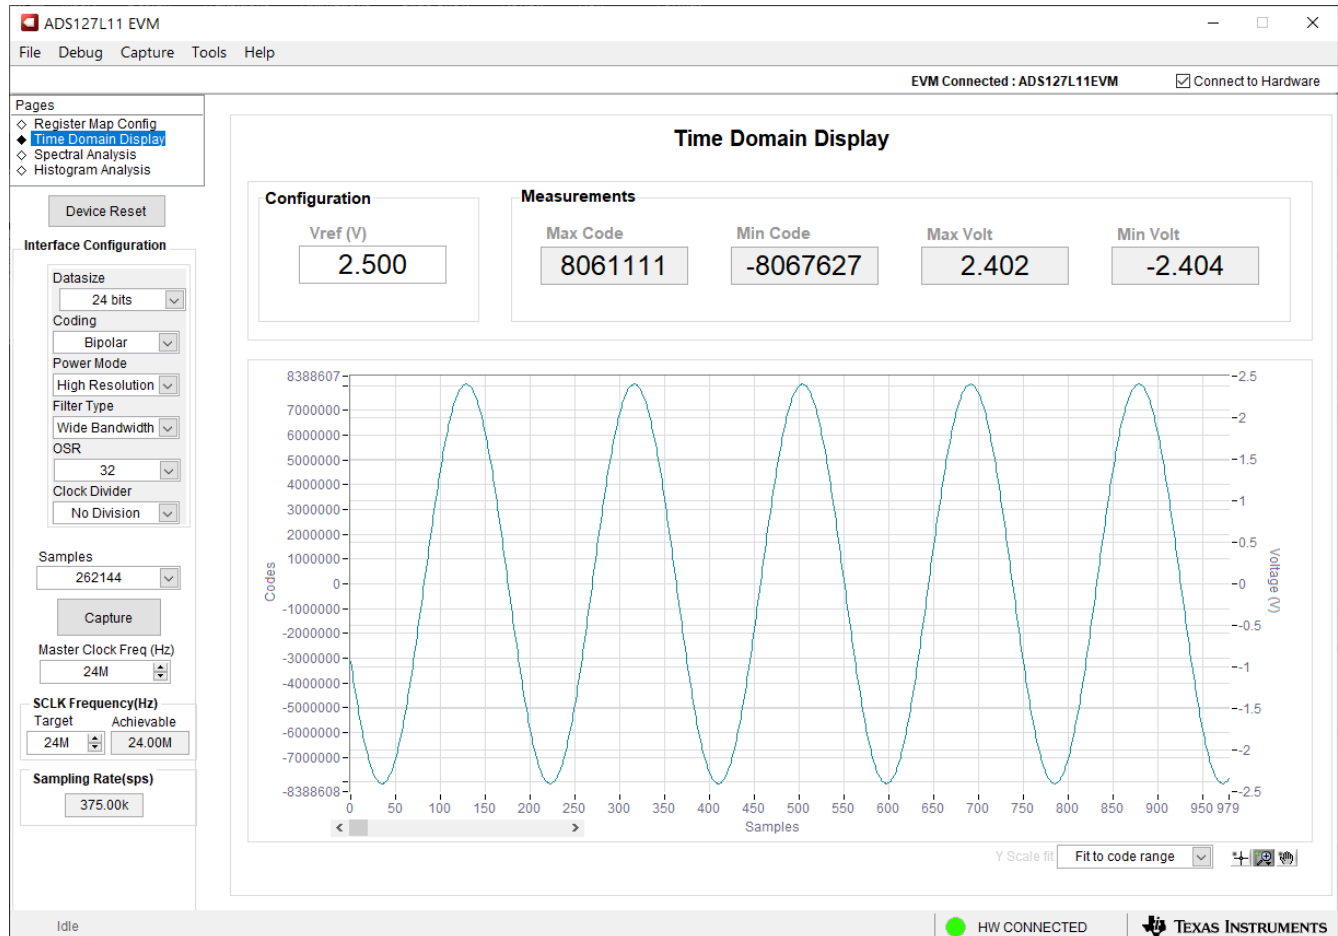 ADS127L11 EVM
File Debug Capture Tools Help
EVM Connected : ADS127L11EVM Connect to Hardware
Pages
Register Map Config
Time Domain Display
Spectral Analysis
Histogram Analysis
Device Reset
Interface Configuration
Datasize
24 bits
Coding
Bipolar
Power Mode
High Resolution
Filter Type
Wide Bandwidth
OSR
32
Clock Divider
No Division
Samples
262144
Capture
Master Clock Freq (Hz)
24M
SCLK Frequency(Hz)
Target Achievable
24M 24.00M
Sampling Rate(sps)
375.00k
Time Domain Display
Configuration
Vref (V)
2.500
Measurements
Max Code Min Code Max Volt Min Volt
8061111 -8067627 2.402 -2.404
Codes
8388607
7000000
6000000
5000000
4000000
3000000
2000000
1000000
0
-1000000
-2000000
-3000000
-4000000
-5000000
-6000000
-7000000
-8388608
2.5
2
1.5
1
0.5
0
-0.5
-1
-1.5
-2
-2.5
Voltage (V)
0 50 100 150 200 250 300 350 400 450 500 550 600 650 700 750 800 850 900 950 979
Samples
Y Scale fit Fit to code range
Idle HW CONNECTED TEXAS INSTRUMENTS